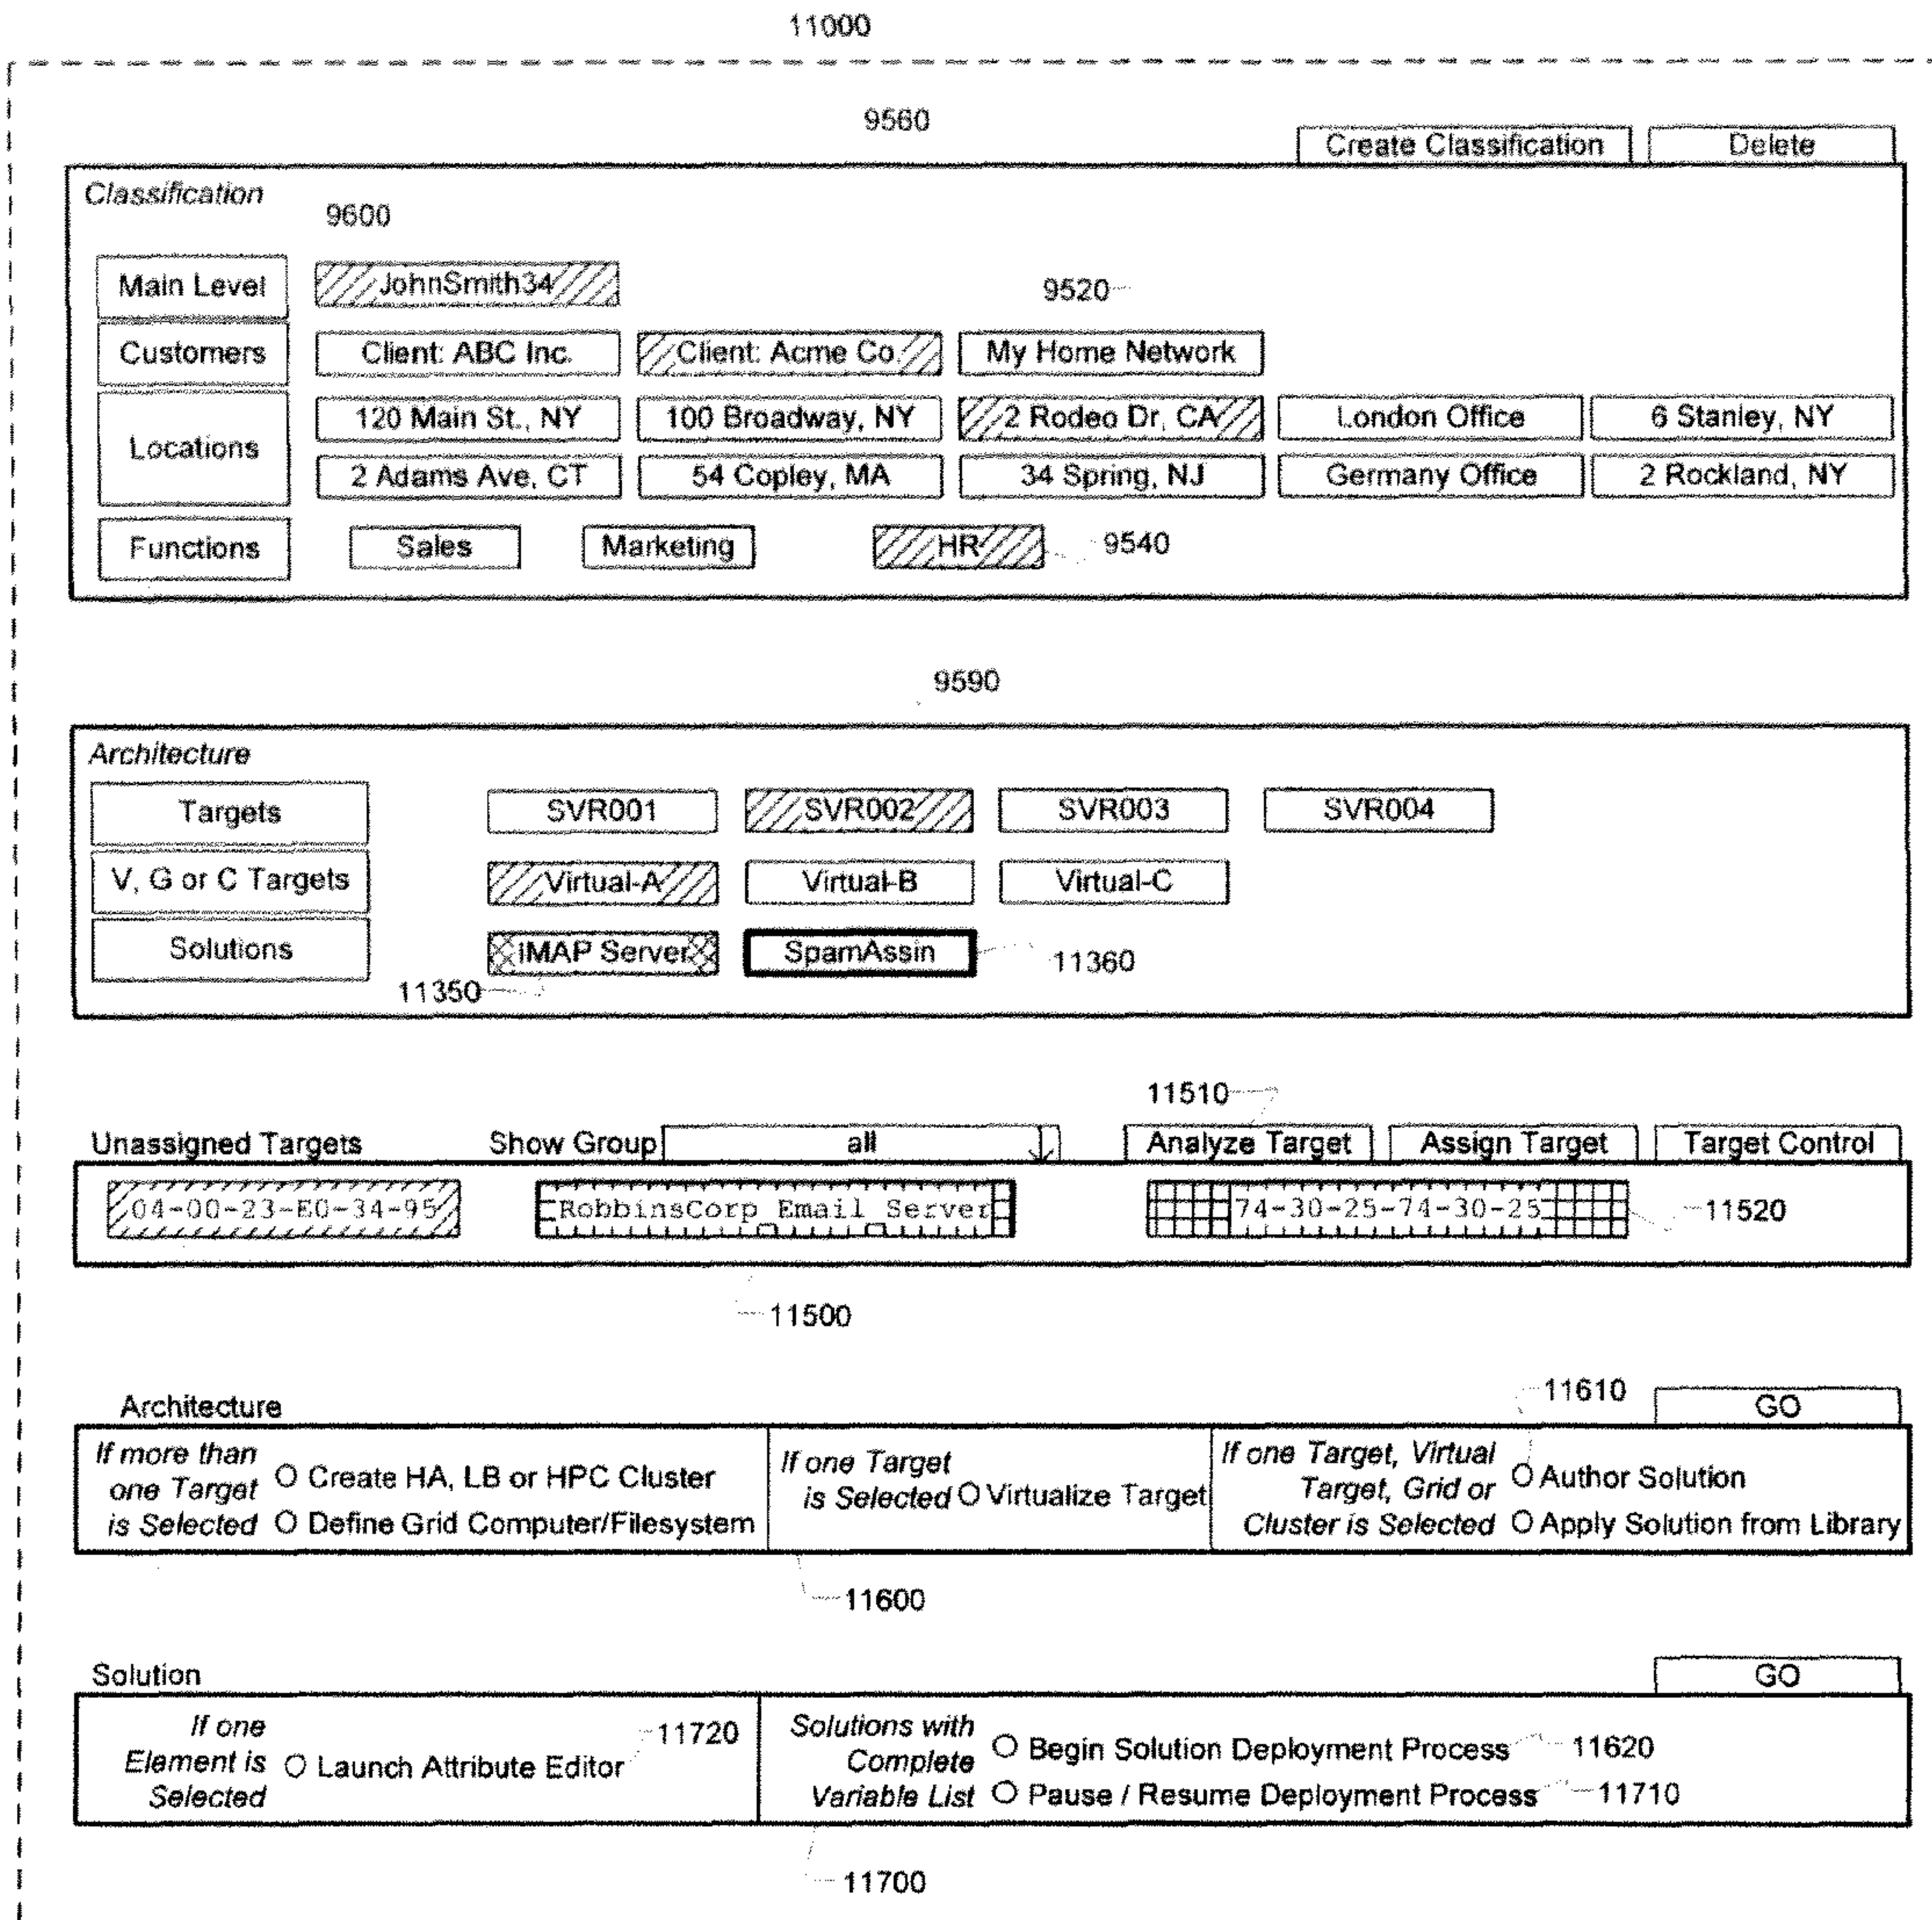 11000
9560
Create Classification Delete
Classification
9600
Main Level JohnSmith34 9520
Customers Client: ABC Inc. Client: Acme Co. My Home Network
Locations
120 Main St., NY 100 Broadway, NY 2 Rodeo Dr, CA London Office 6 Stanley, NY
2 Adams Ave, CT 54 Copley, MA 34 Spring, NJ Germany Office 2 Rockland, NY
Functions Sales Marketing HR 9540
9590
Architecture
Targets SVR001 SVR002 SVR003 SVR004
V, G or C Targets Virtual-A Virtual-B Virtual-C
Solutions IMAP Server SpamAssin 11360
11350
11510
Unassigned Targets Show Group all Analyze Target Assign Target Target Control
04-00-23-E0-34-95 RobbinsCorp Email Server 74-30-25-74-30-25 11520
11500
11610
Architecture GO
If more than
one Target
is Selected
Create HA, LB or HPC Cluster
Define Grid Computer/Filesystem
If one Target
is Selected Virtualize Target
If one Target, Virtual
Target, Grid or
Cluster is Selected
Author Solution
Apply Solution from Library
11600
Solution GO
If one
Element is
Selected
Launch Attribute Editor
11720
Solutions with
Complete
Variable List
Begin Solution Deployment Process 11620
Pause / Resume Deployment Process 11710
11700